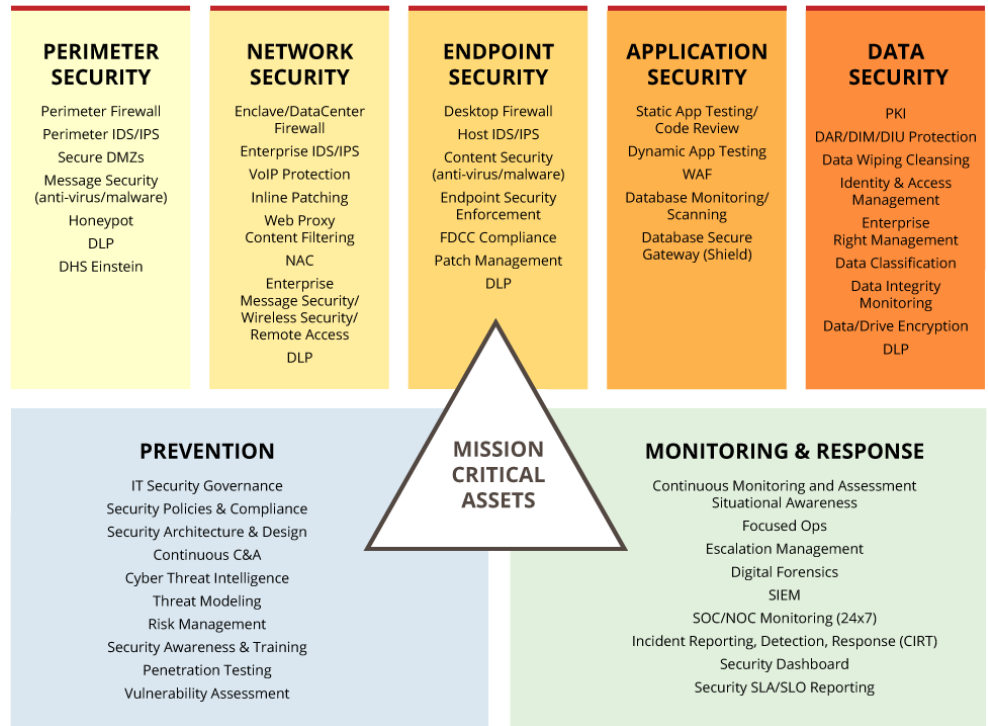 PERIMETER
SECURITY
Perimeter Firewall
Perimeter IDS/IPS
Secure DMZs
Message Security
(anti-virus/malware)
Honeypot
DLP
DHS Einstein
NETWORK
SECURITY
Enclave/DataCenter
Firewall
Enterprise IDS/IPS
VoIP Protection
Inline Patching
Web Proxy
Content Filtering
NAC
Enterprise
Message Security/
Wireless Security/
Remote Access
DLP
ENDPOINT
SECURITY
Desktop Firewall
Host IDS/IPS
Content Security
(anti-virus/malware)
Endpoint Security
Enforcement
FDCC Compliance
Patch Management
DLP
APPLICATION
SECURITY
Static App Testing/
Code Review
Dynamic App Testing
WAF
Database Monitoring/
Scanning
Database Secure
Gateway (Shield)
DATA
SECURITY
PKI
DAR/DIM/DIU Protection
Data Wiping Cleansing
Identity & Access
Management
Enterprise
Right Management
Data Classification
Data Integrity
Monitoring
Data/Drive Encryption
DLP
PREVENTION
IT Security Governance
Security Policies & Compliance
Security Architecture & Design
Continuous C&A
Cyber Threat Intelligence
Threat Modeling
Risk Management
Security Awareness & Training
Penetration Testing
Vulnerability Assessment
MISSION
CRITICAL
ASSETS
MONITORING & RESPONSE
Continuous Monitoring and Assessment
Situational Awareness
Focused Ops
Escalation Management
Digital Forensics
SIEM
SOC/NOC Monitoring (24x7)
Incident Reporting, Detection, Response (CIRT)
Security Dashboard
Security SLA/SLO Reporting